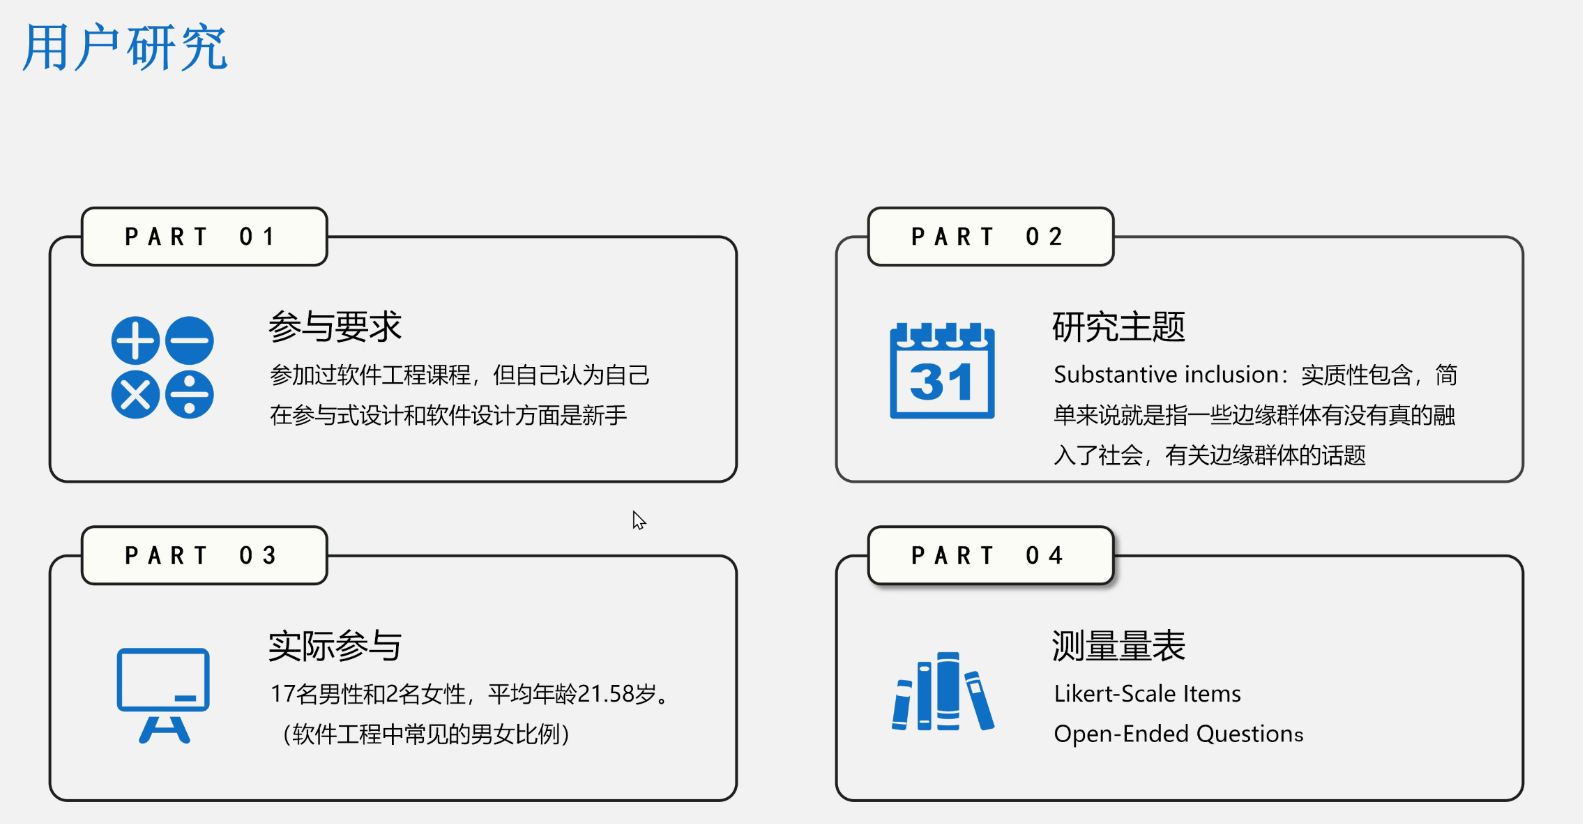 用户研究
PART 01
参与要求
参加过软件工程课程，但自己认为自己
在参与式设计和软件设计方面是新手
PART 02
31
研究主题
Substantive inclusion：实质性包含，简
单来说就是指一些边缘群体有没有真的融
入了社会，有关边缘群体的话题
PART 03
实际参与
17名男性和2名女性，平均年龄21.58岁。
（软件工程中常见的男女比例）
PART 04
测量量表
Likert-Scale Items
Open-Ended Questions